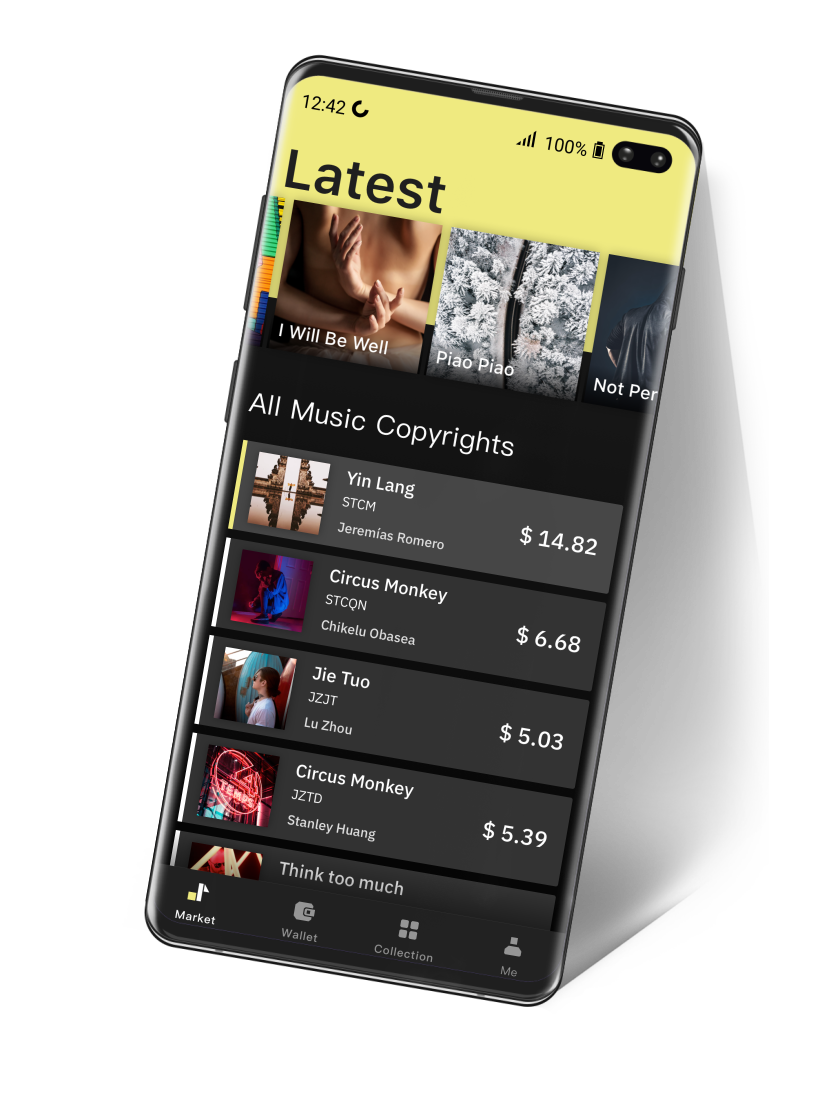 12:42
100%
Latest
I Will Be Well
Piao Piao
Not Per
All Music Copyrights
Yin Lang
STCM
Jeremías Romero
$ 14.82
Circus Monkey
STCQN
Chikelu Obasea
$ 6.68
Jie Tuo
JZJT
Lu Zhou
$ 5.03
Circus Monkey
JZTD
Stanley Huang
$ 5.39
Think too much
Market
Wallet
Collection
Me